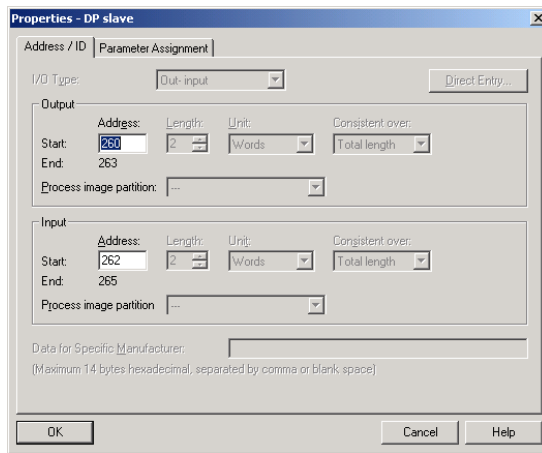 Properties - DP slave
Address / ID Parameter Assignment
I/O Type: Out- input Direct Entry...
Output
Address: Length: Unit: Consistent over:
Start: 260 2 Words Total length
End: 263
Process image partition: ---
Input
Address: Length: Unit: Consistent over:
Start: 262 2 Words Total length
End: 265
Process image partition ---
Data for Specific Manufacturer:
(Maximum 14 bytes hexadecimal, separated by comma or blank space)
OK Cancel Help